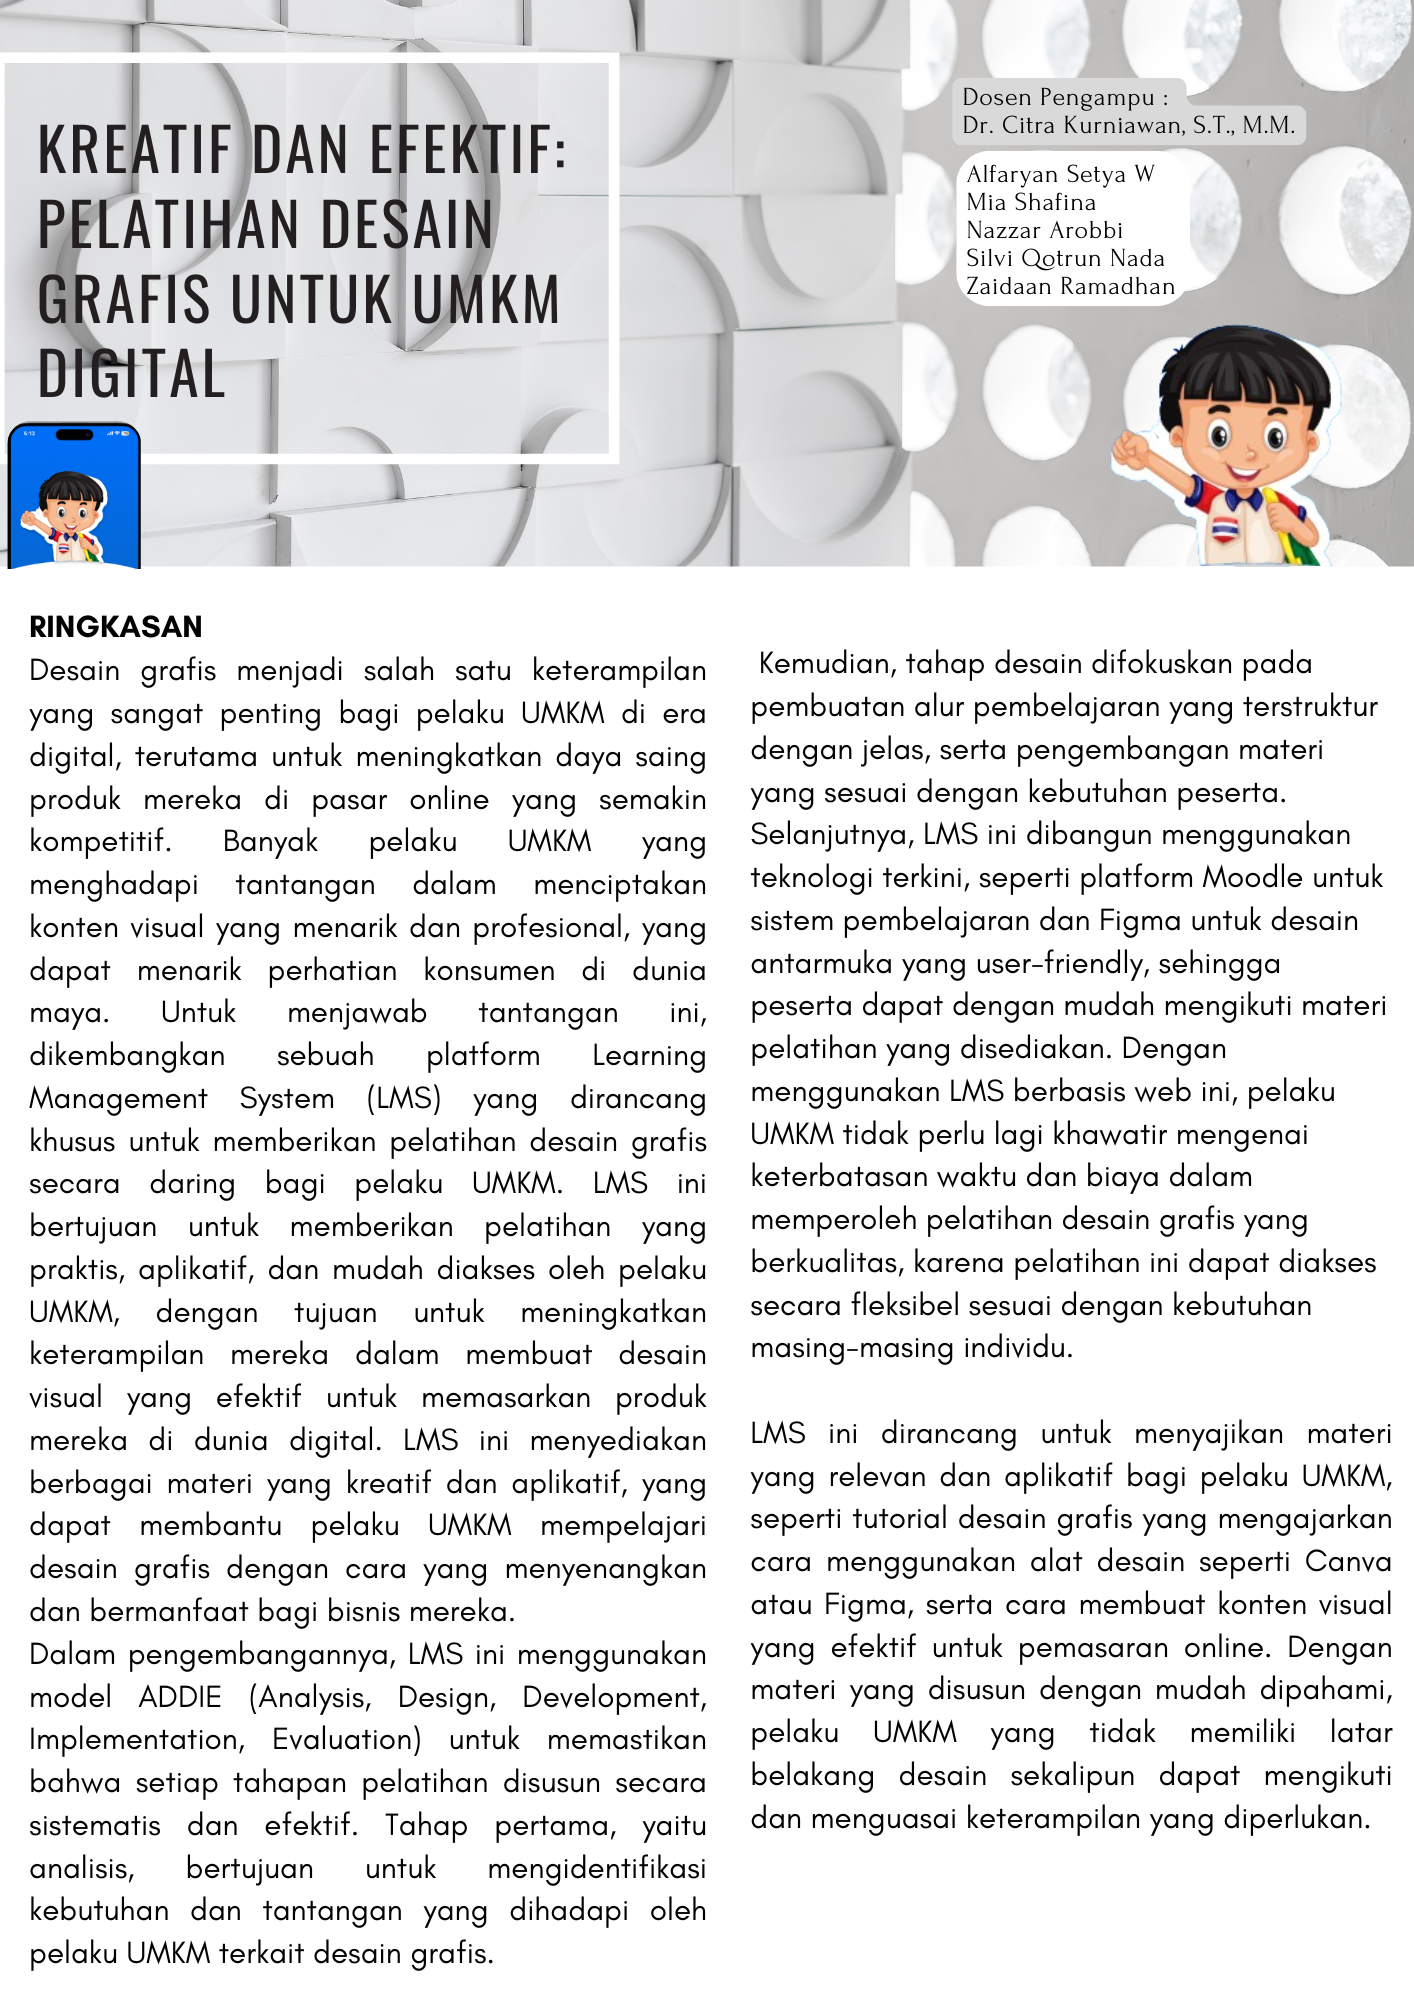 KREATIF DAN EFEKTIF:
PELATIHAN DESAIN
GRAFIS UNTUK UMKM
DIGITAL
Dosen Pengampu :
Dr. Citra Kurniawan, S.T., M.M.
Alfaryan Setya W
Mia Shafina
Nazzar Arobbi
Silvi Qotrun Nada
Zaidaan Ramadhan
RINGKASAN
Desain grafis menjadi salah satu keterampilan
yang sangat penting bagi pelaku UMKM di era
digital, terutama untuk meningkatkan daya saing
produk mereka di pasar online yang semakin
kompetitif. Banyak pelaku UMKM yang
menghadapi tantangan dalam menciptakan
konten visual yang menarik dan profesional, yang
dapat menarik perhatian konsumen di dunia
maya. Untuk menjawab tantangan ini,
dikembangkan sebuah platform Learning
Management System (LMS) yang dirancang
khusus untuk memberikan pelatihan desain grafis
secara daring bagi pelaku UMKM. LMS ini
bertujuan untuk memberikan pelatihan yang
praktis, aplikatif, dan mudah diakses oleh pelaku
UMKM, dengan tujuan untuk meningkatkan
keterampilan mereka dalam membuat desain
visual yang efektif untuk memasarkan produk
mereka di dunia digital. LMS ini menyediakan
berbagai materi yang kreatif dan aplikatif, yang
dapat membantu pelaku UMKM mempelajari
desain grafis dengan cara yang menyenangkan
dan bermanfaat bagi bisnis mereka.
Dalam pengembangannya, LMS ini menggunakan
model ADDIE (Analysis, Design, Development,
Implementation, Evaluation) untuk memastikan
bahwa setiap tahapan pelatihan disusun secara
sistematis dan efektif. Tahap pertama, yaitu
analisis, bertujuan untuk mengidentifikasi
kebutuhan dan tantangan yang dihadapi oleh
pelaku UMKM terkait desain grafis.
Kemudian, tahap desain difokuskan pada
pembuatan alur pembelajaran yang terstruktur
dengan jelas, serta pengembangan materi
yang sesuai dengan kebutuhan peserta.
Selanjutnya, LMS ini dibangun menggunakan
teknologi terkini, seperti platform Moodle untuk
sistem pembelajaran dan Figma untuk desain
antarmuka yang user-friendly, sehingga
peserta dapat dengan mudah mengikuti materi
pelatihan yang disediakan. Dengan
menggunakan LMS berbasis web ini, pelaku
UMKM tidak perlu lagi khawatir mengenai
keterbatasan waktu dan biaya dalam
memperoleh pelatihan desain grafis yang
berkualitas, karena pelatihan ini dapat diakses
secara fleksibel sesuai dengan kebutuhan
masing-masing individu.
LMS ini dirancang untuk menyajikan materi
yang relevan dan aplikatif bagi pelaku UMKM,
seperti tutorial desain grafis yang mengajarkan
cara menggunakan alat desain seperti Canva
atau Figma, serta cara membuat konten visual
yang efektif untuk pemasaran online. Dengan
materi yang disusun dengan mudah dipahami,
pelaku UMKM yang tidak memiliki latar
belakang desain sekalipun dapat mengikuti
dan menguasai keterampilan yang diperlukan.